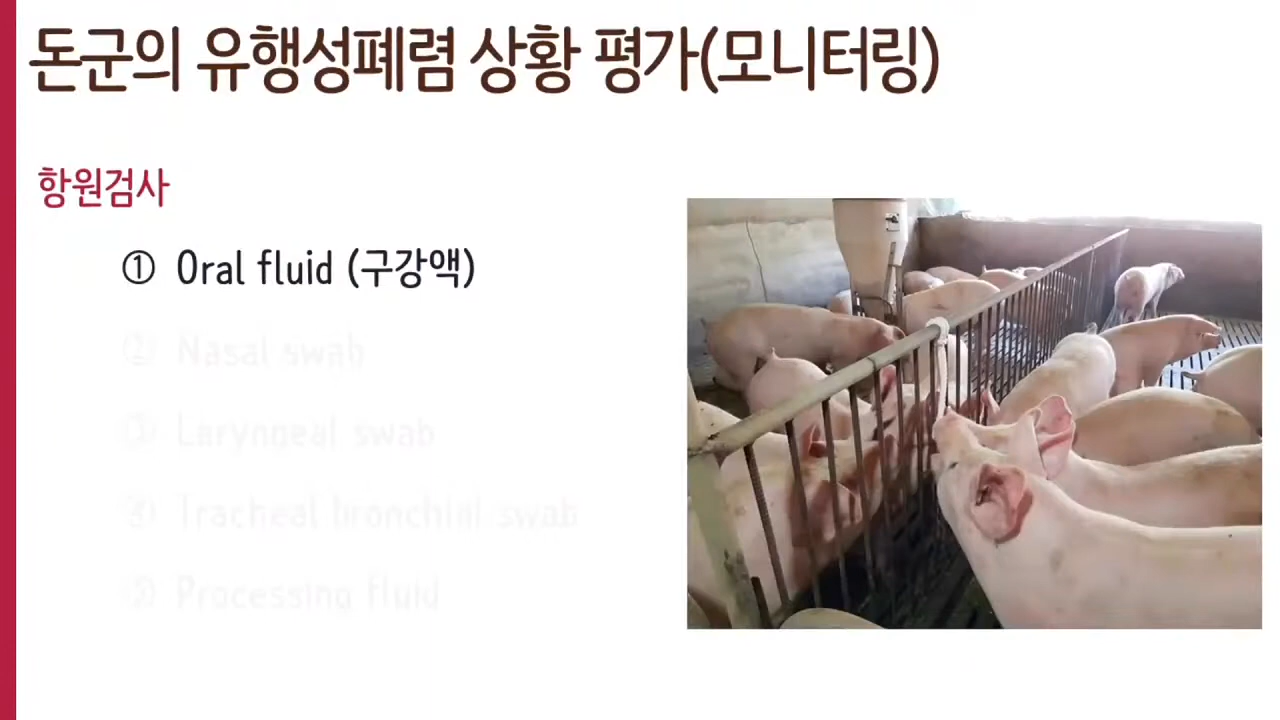 돈군의 유행성폐렴 상황 평가(모니터링)
항원검사
① Oral fluid (구강액)
② Nasal swab
③ Laryngeal swab
④ Tracheal bronchial swab
⑤ Processing fluid